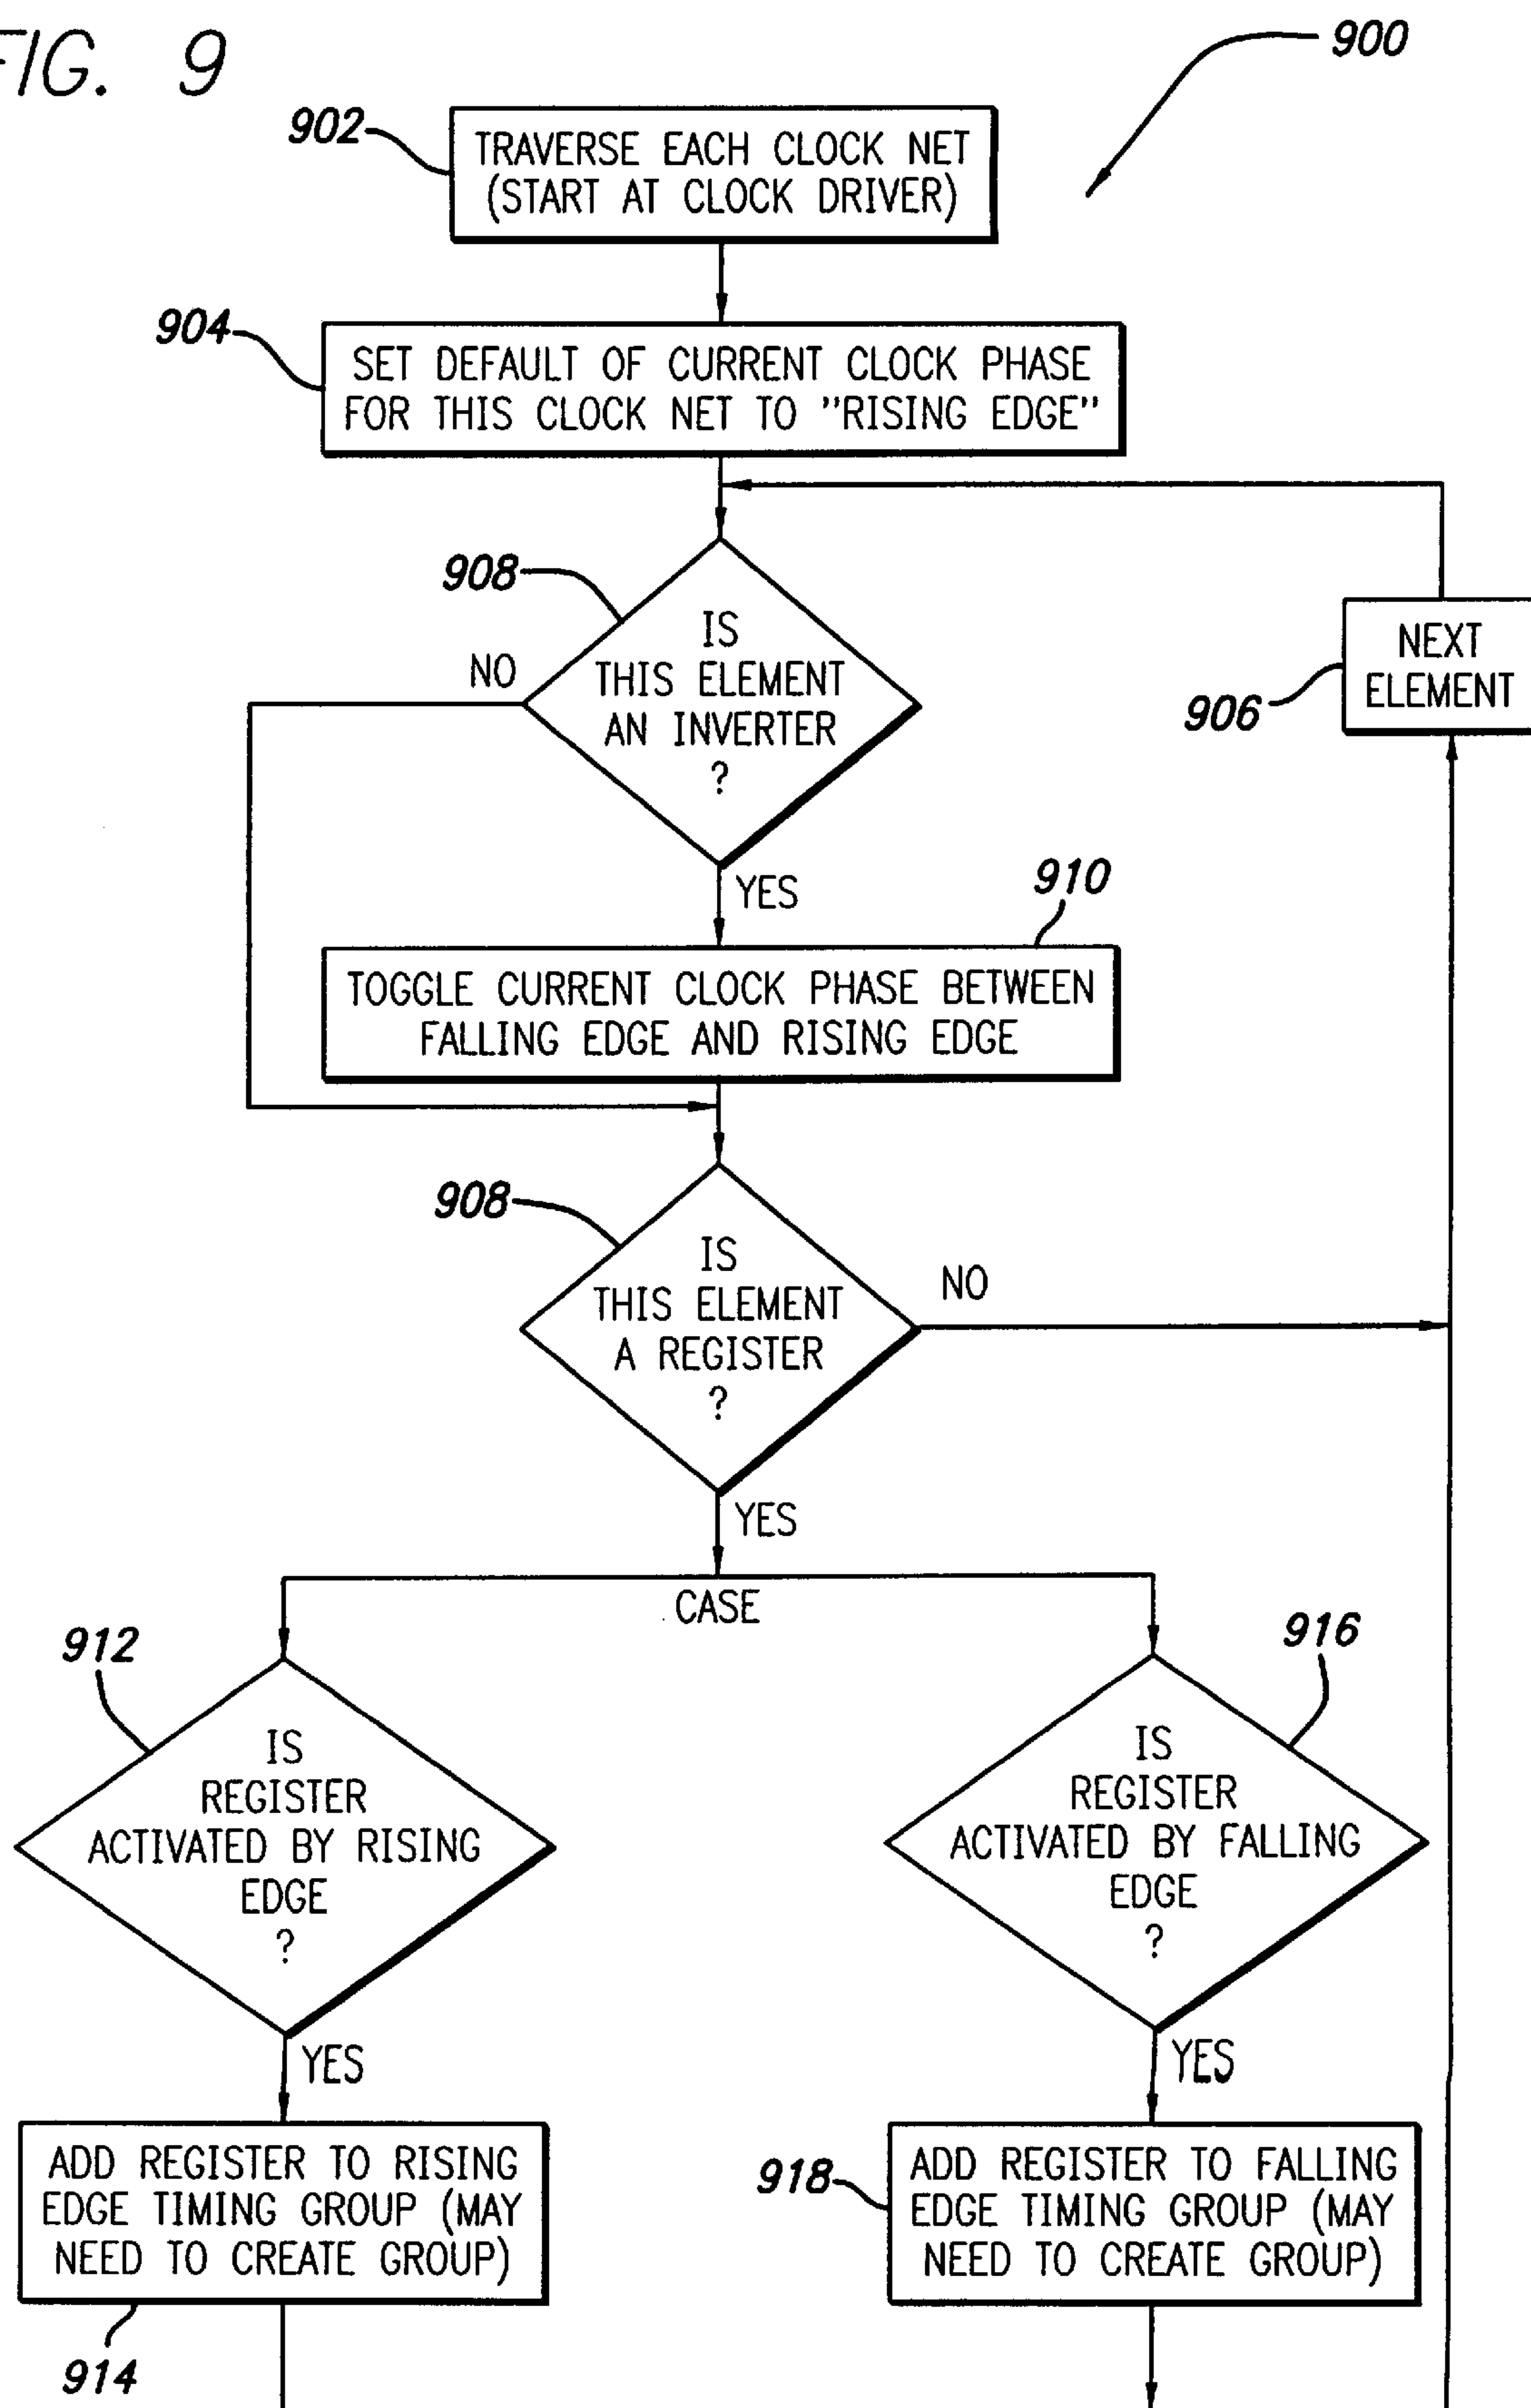 FIG. 9
900
902
TRAVERSE EACH CLOCK NET
(START AT CLOCK DRIVER)
904
SET DEFAULT OF CURRENT CLOCK PHASE
FOR THIS CLOCK NET TO "RISING EDGE"
908
IS
THIS ELEMENT
AN INVERTER
?
NO
NEXT
ELEMENT
906
YES
910
TOGGLE CURRENT CLOCK PHASE BETWEEN
FALLING EDGE AND RISING EDGE
908
IS
THIS ELEMENT
A REGISTER
?
NO
YES
CASE
912
IS
REGISTER
ACTIVATED BY RISING
EDGE
?
YES
916
IS
REGISTER
ACTIVATED BY FALLING
EDGE
?
YES
ADD REGISTER TO RISING
EDGE TIMING GROUP (MAY
NEED TO CREATE GROUP)
914
918
ADD REGISTER TO FALLING
EDGE TIMING GROUP (MAY
NEED TO CREATE GROUP)